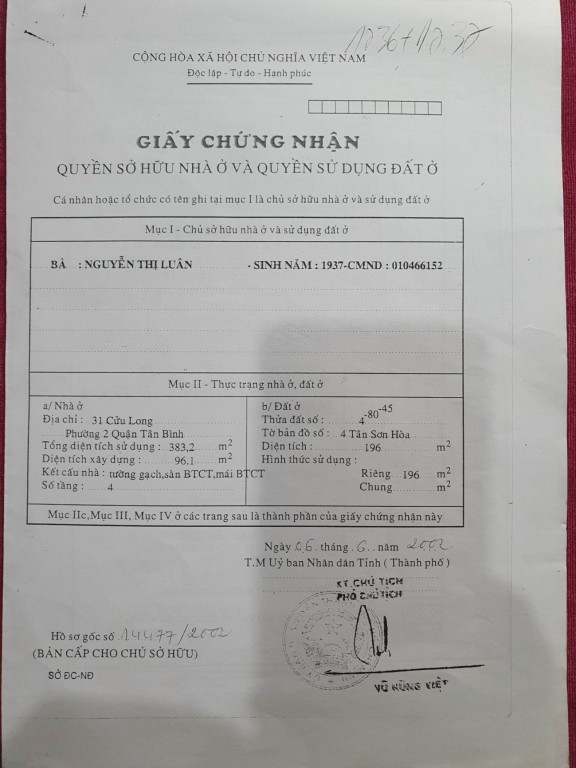 1236+1237
CỘNG HÒA XÃ HỘI CHỦ NGHĨA VIỆT NAM
Độc lập - Tự do - Hạnh phúc
GIẤY CHỨNG NHẬN
QUYỀN SỞ HỮU NHÀ Ở VÀ QUYỀN SỬ DỤNG ĐẤT Ở
Cá nhân hoặc tổ chức có tên ghi tại mục I là chủ sở hữu nhà ở và sử dụng đất ở
Mục I - Chủ sở hữu nhà ở và sử dụng đất ở
BÀ : NGUYỄN THỊ LUÂN - SINH NĂM : 1937-CMND : 010466152
Mục II - Thực trạng nhà ở, đất ở
a/ Nhà ở
Địa chỉ : 31 Cửu Long
Phường 2 Quận Tân Bình
Tổng diện tích sử dụng : 383,2 m2
Diện tích xây dựng : 96.1 m2
Kết cấu nhà : tường gạch,sàn BTCT,mái BTCT
Số tầng : 4
b/ Đất ở
Thửa đất số : 4-80-45
Tờ bản đồ số : 4 Tân Sơn Hòa
Diện tích : 196 m2
Hình thức sử dụng :
Riêng 196 m2
Chung m2
Mục IIc,Mục III, Mục IV ở các trang sau là thành phần của giấy chứng nhận này
Ngày 06 tháng 6 năm 2002
T.M Uỷ ban Nhân dân Tỉnh ( Thành phố )
KT.CHỦ TỊCH
PHÓ CHỦ TỊCH
Hồ sơ gốc số 14477/2002
(BẢN CẤP CHO CHỦ SỞ HỮU)
SỞ ĐC-NĐ
VŨ HÙNG VIỆT